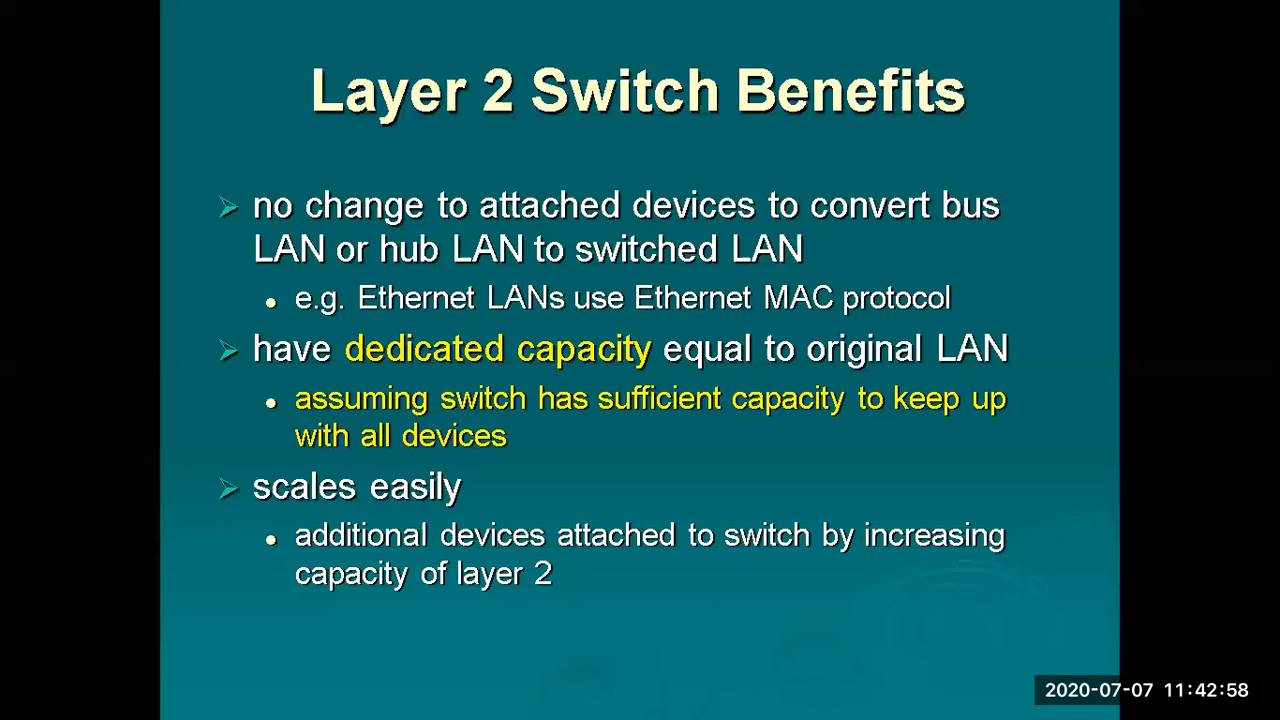 Layer 2 Switch Benefits
no change to attached devices to convert bus
LAN or hub LAN to switched LAN
e.g. Ethernet LANs use Ethernet MAC protocol
have dedicated capacity equal to original LAN
assuming switch has sufficient capacity to keep up
with all devices
scales easily
additional devices attached to switch by increasing
capacity of layer 2
2020-07-07 11:42:58